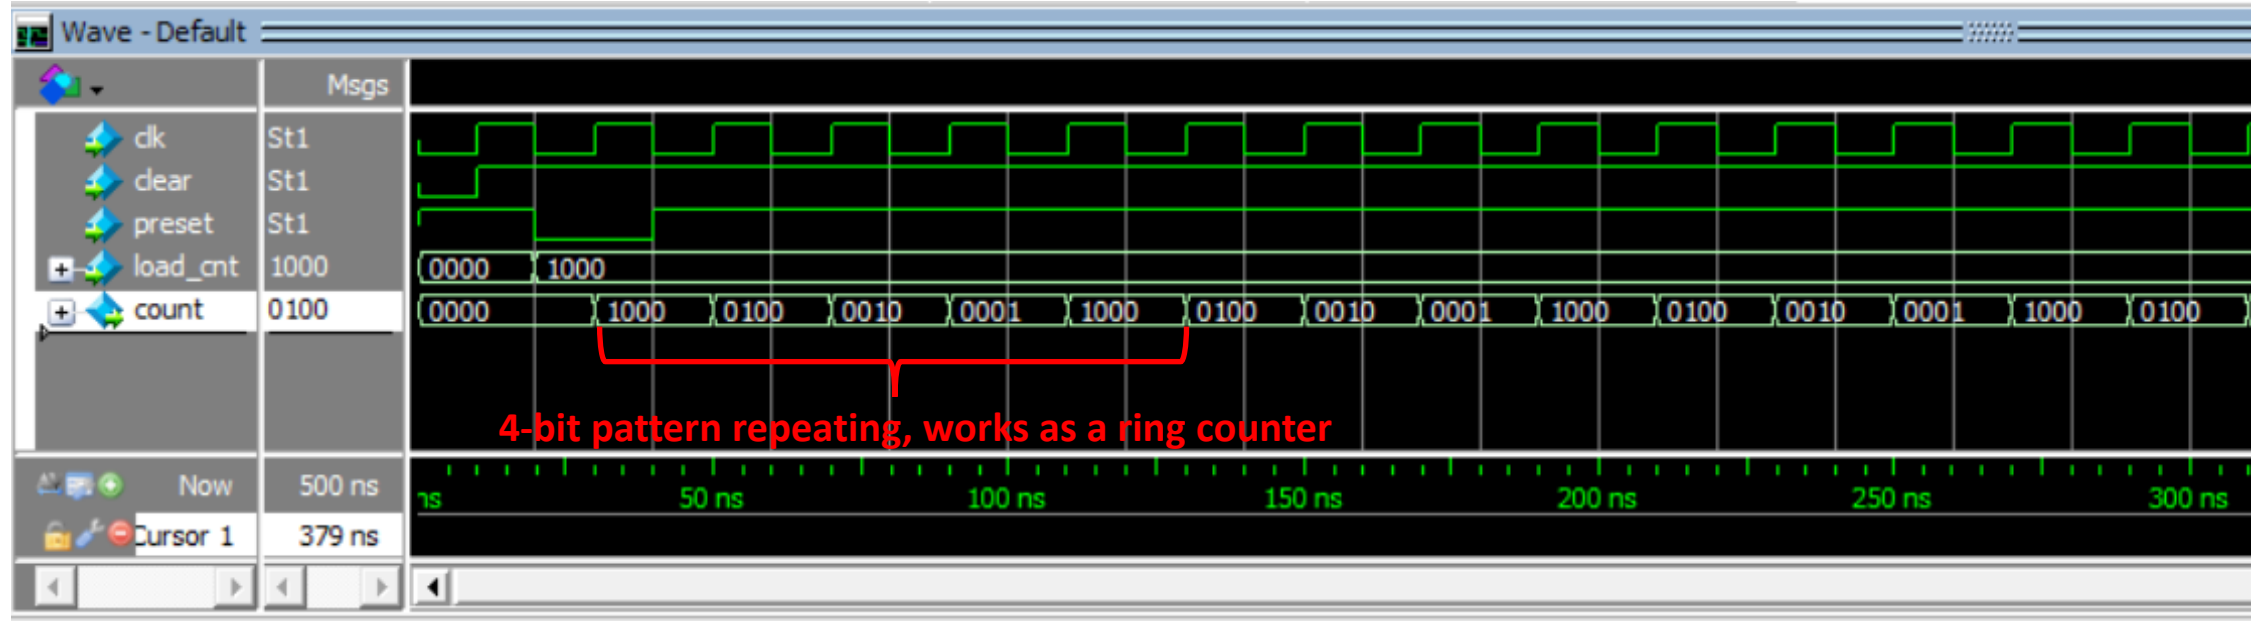 Wave - Default
Msgs
clk St1
clear St1
preset St1
load_cnt 1000 0000 1000
count 0100 0000 1000 0100 0010 0001 1000 0100 0010 0001 1000 0100 0010 0001 1000 0100
4-bit pattern repeating, works as a ring counter
Now 500 ns ns 50 ns 100 ns 150 ns 200 ns 250 ns 300 ns
Cursor 1 379 ns